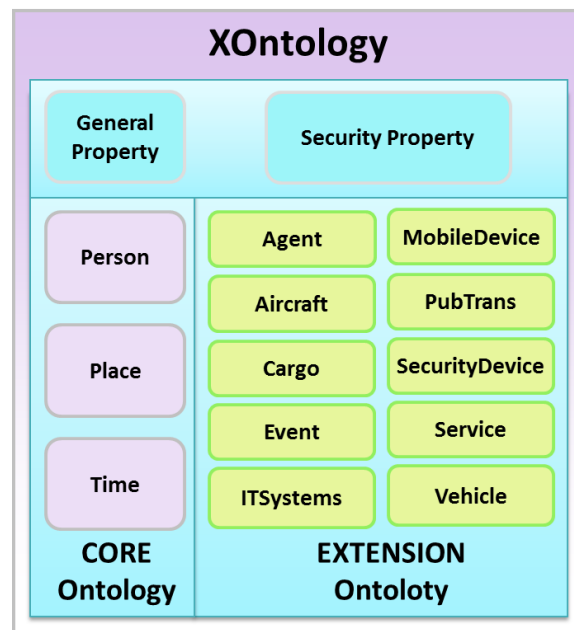 XOntology
General
Property
Security Property
Person
Place
Time
CORE
Ontology
Agent
MobileDevice
Aircraft
PubTrans
Cargo
SecurityDevice
Event
Service
ITSystems
Vehicle
EXTENSION
Ontoloty